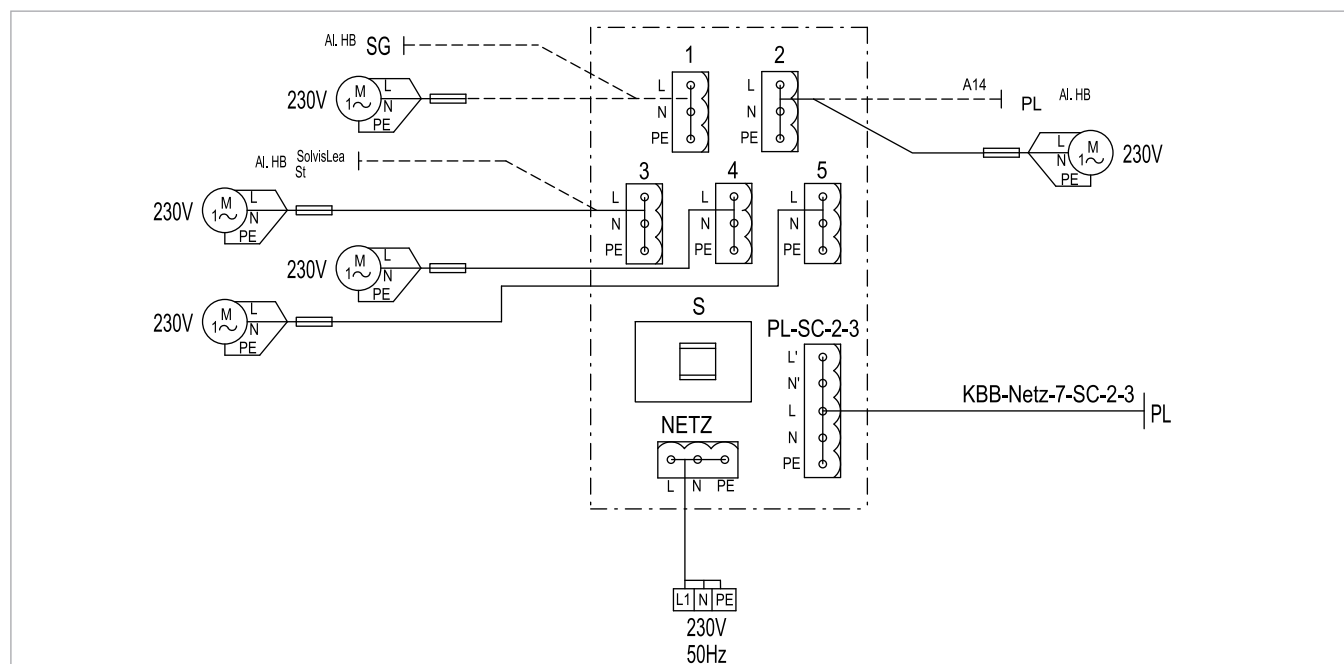 Al. HB SG
1
2
L
N
PE
L
N
PE
230V M 1~ L N PE
A14
PL Al. HB
L N PE M 1~ 230V
Al. HB SolvisLea
St
3
4
5
L
N
PE
L
N
PE
L
N
PE
230V M 1~ L N PE
230V M 1~ L N PE
230V M 1~ L N PE
S
PL-SC-2-3
L'
N'
L
N
PE
KBB-Netz-7-SC-2-3
PL
NETZ
L N PE
L1 N PE
230V
50Hz